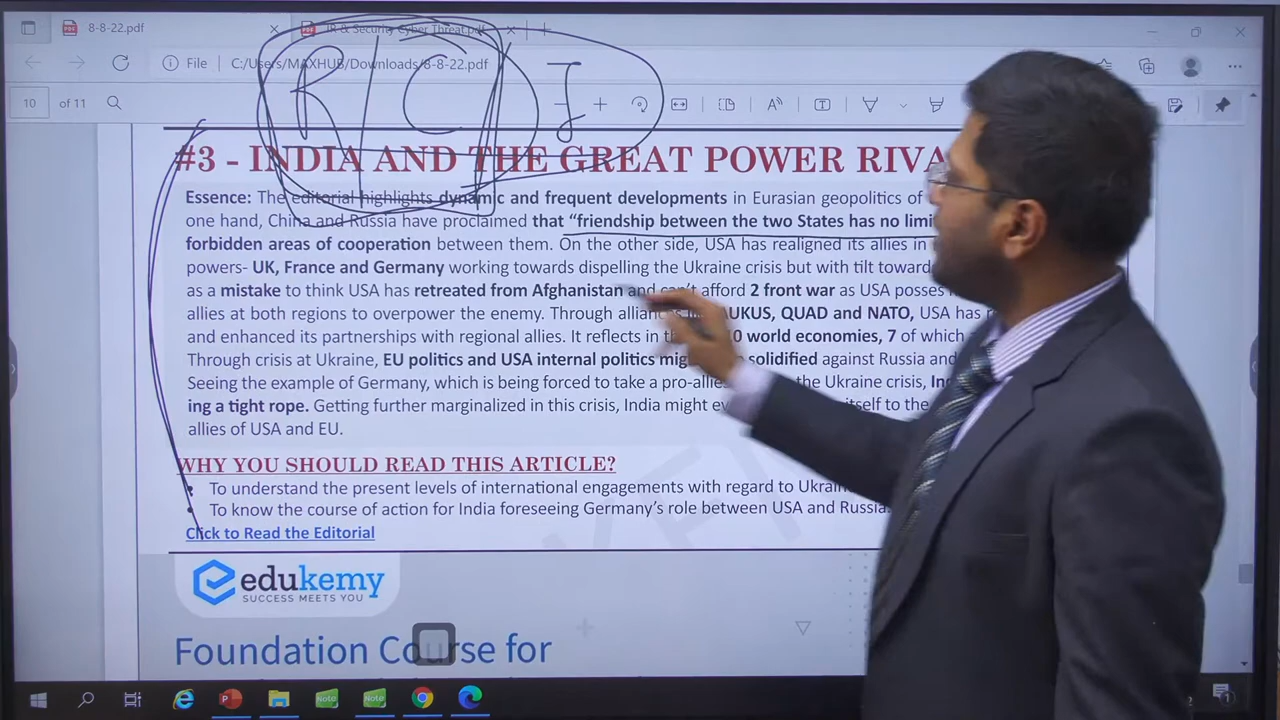 8-8-22.pdf
IR & Security Cyber Threat.pdf
File C:/Users/MAXHUB/Downloads/8-8-22.pdf
10 of 11
R C I
#3 - INDIA AND THE GREAT POWER RIVA
Essence: The editorial highlights dynamic and frequent developments in Eurasian geopolitics of
one hand, China and Russia have proclaimed that “friendship between the two States has no limi
forbidden areas of cooperation between them. On the other side, USA has realigned its allies in
powers- UK, France and Germany working towards dispelling the Ukraine crisis but with tilt toward
as a mistake to think USA has retreated from Afghanistan and can't afford 2 front war as USA posses
allies at both regions to overpower the enemy. Through allian AUKUS, QUAD and NATO, USA has
and enhanced its partnerships with regional allies. It reflects in 10 world economies, 7 of which
Through crisis at Ukraine, EU politics and USA internal politics mig solidified against Russia and
Seeing the example of Germany, which is being forced to take a pro-allie the Ukraine crisis, In
ing a tight rope. Getting further marginalized in this crisis, India might ev itself to the
allies of USA and EU.
WHY YOU SHOULD READ THIS ARTICLE?
• To understand the present levels of international engagements with regard to Ukrain
• To know the course of action for India foreseeing Germany's role between USA and Russia.
Click to Read the Editorial
edukemy
SUCCESS MEETS YOU
Foundation Course for